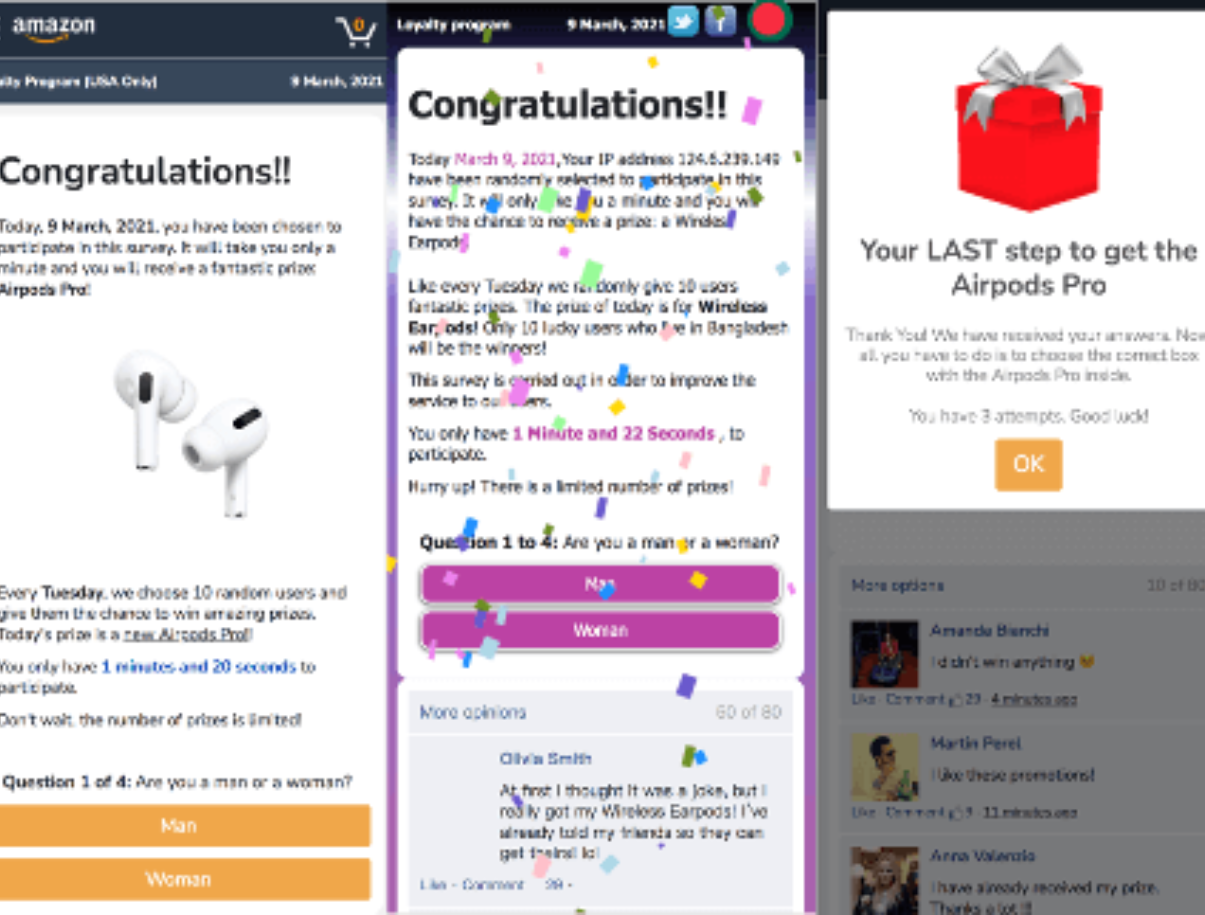 amazon
0
alty Program (USA Only)
9 March, 2021
Congratulations!!
Today, 9 March, 2021, you have been chosen to
participate in this survey. It will take you only a
minute and you will receive a fantastic prize:
Airpods Pro!
Every Tuesday, we choose 10 random users and
give them the chance to win amazing prizes.
Today's prize is a new Airpods Pro!!
You only have 1 minutes and 20 seconds to
participate.
Don't wait, the number of prizes is limited!
Question 1 of 4: Are you a man or a woman?
Man
Woman
Loyalty program
9 March, 2021
f
Congratulations!!
Today March 9, 2021,Your IP address 124.6.239.149
have been randomly selected to participate in this
survey. It will only take you a minute and you will
have the chance to receive a prize: a Wireless
Earpods
Like every Tuesday we randomly give 10 users
fantastic prizes. The prize of today is for Wireless
Earpods! Only 10 lucky users who live in Bangladesh
will be the winners!
This survey is carried out in order to improve the
service to our users.
You only have 1 Minute and 22 Seconds , to
participate.
Hurry up! There is a limited number of prizes!
Question 1 to 4: Are you a man or a woman?
Man
Woman
More opinions
60 of 80
Olivia Smith
At first I thought it was a joke, but I
really got my Wireless Earpods! I've
already told my friends so they can
get theirs! lol
Like - Comment 29 -
Your LAST step to get the
Airpods Pro
Thank You! We have received your answers. Now
all you have to do is to choose the correct box
with the Airpods Pro inside.
You have 3 attempts. Good luck!
OK
More options
10 of 80
Amanda Bianchi
I didn't win anything
Like - Comment 29 - 4 minutes ago
Martin Perel
I like these promotions!
Like - Comment 9 - 11 minutes ago
Anna Valenzio
I have already received my prize.
Thanks a lot !!!